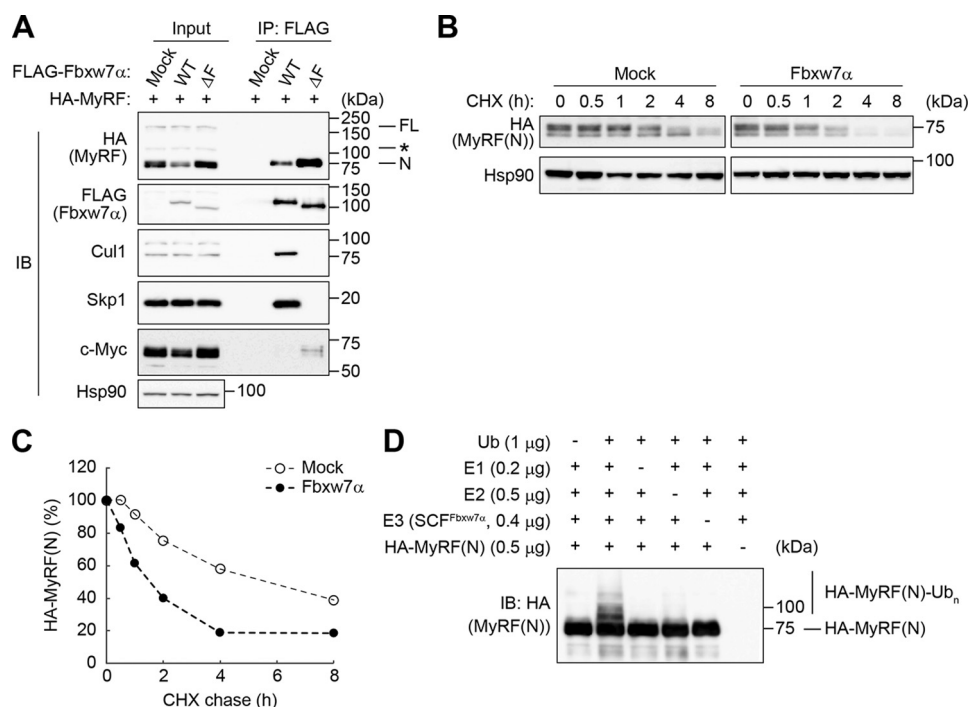 A
Input IP: FLAG
FLAG-Fbxw7α: Mock WT ΔF Mock WT ΔF
HA-MyRF: + + + + + + (kDa)
IB
HA
(MyRF)
250
150
100
75
FL
*
N
FLAG
(Fbxw7α)
150
100
Cul1
100
75
Skp1
20
c-Myc
75
50
Hsp90
100
B
Mock Fbxw7α
CHX (h): 0 0.5 1 2 4 8 0 0.5 1 2 4 8 (kDa)
HA
(MyRF(N))
75
Hsp90
100
C
HA-MyRF(N) (%)
120
100
80
60
40
20
0
Mock
Fbxw7α
0 2 4 6 8
CHX chase (h)
D
Ub (1 μg) - + + + + +
E1 (0.2 μg) + + - + + +
E2 (0.5 μg) + + + - + +
E3 (SCFFbxw7α, 0.4 μg) + + + + - +
HA-MyRF(N) (0.5 μg) + + + + + - (kDa)
IB: HA
(MyRF(N))
100
75
HA-MyRF(N)-Ubn
HA-MyRF(N)